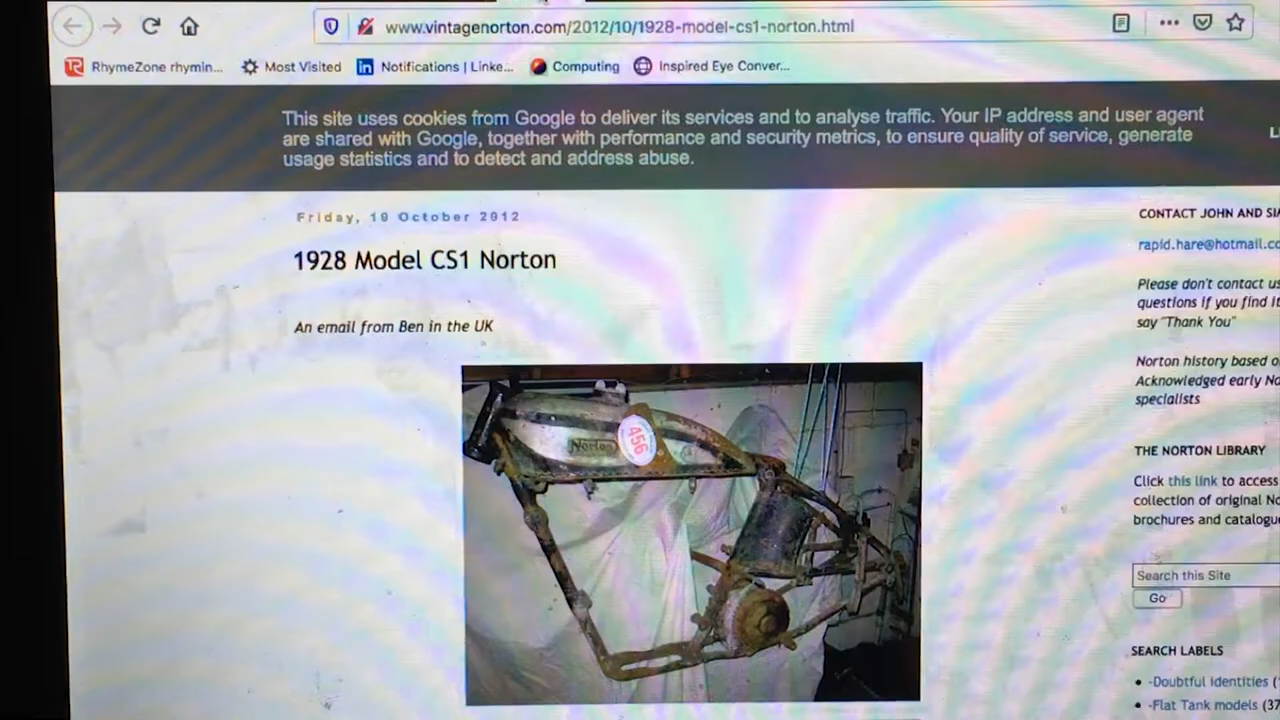 www.vintagenorton.com/2012/10/1928-model-cs1-norton.html
RhymeZone rhymin...
Most Visited
Notifications | Linke...
Computing
Inspired Eye Conver...
This site uses cookies from Google to deliver its services and to analyse traffic. Your IP address and user agent
are shared with Google, together with performance and security metrics, to ensure quality of service, generate
usage statistics and to detect and address abuse.
Friday, 19 October 2012
1928 Model CS1 Norton
An email from Ben in the UK
Norton
456
CONTACT JOHN AND
rapid.hare@hotmail.co
Please don't contact us
questions if you find it
say "Thank You"
Norton history based
Acknowledged early
specialists
THE NORTON LIBRARY
Click this link to access
collection of original
brochures and catalogu
Search this Site
Go
SEARCH LABELS
-Doubtful identities (
-Flat Tank models (37